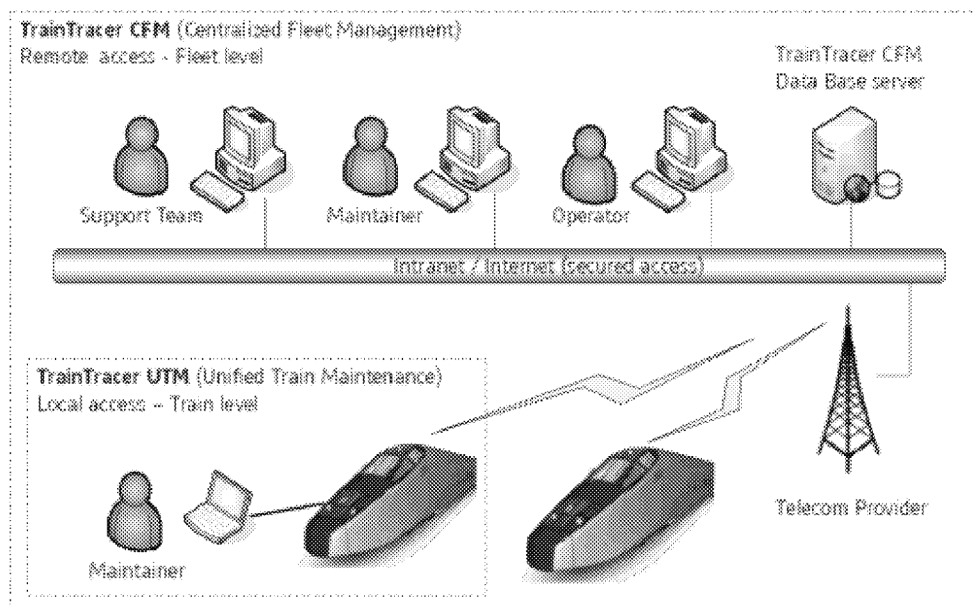 TrainTracer CFM (Centralized Fleet Management)
Remote access - Fleet level
TrainTracer CFM
Data Base server
Support Team
Maintainer
Operator
Intranet / Internet (secured access)
TrainTracer UTM (Unified Train Maintenance)
Local access – Train level
Maintainer
Telecom Provider